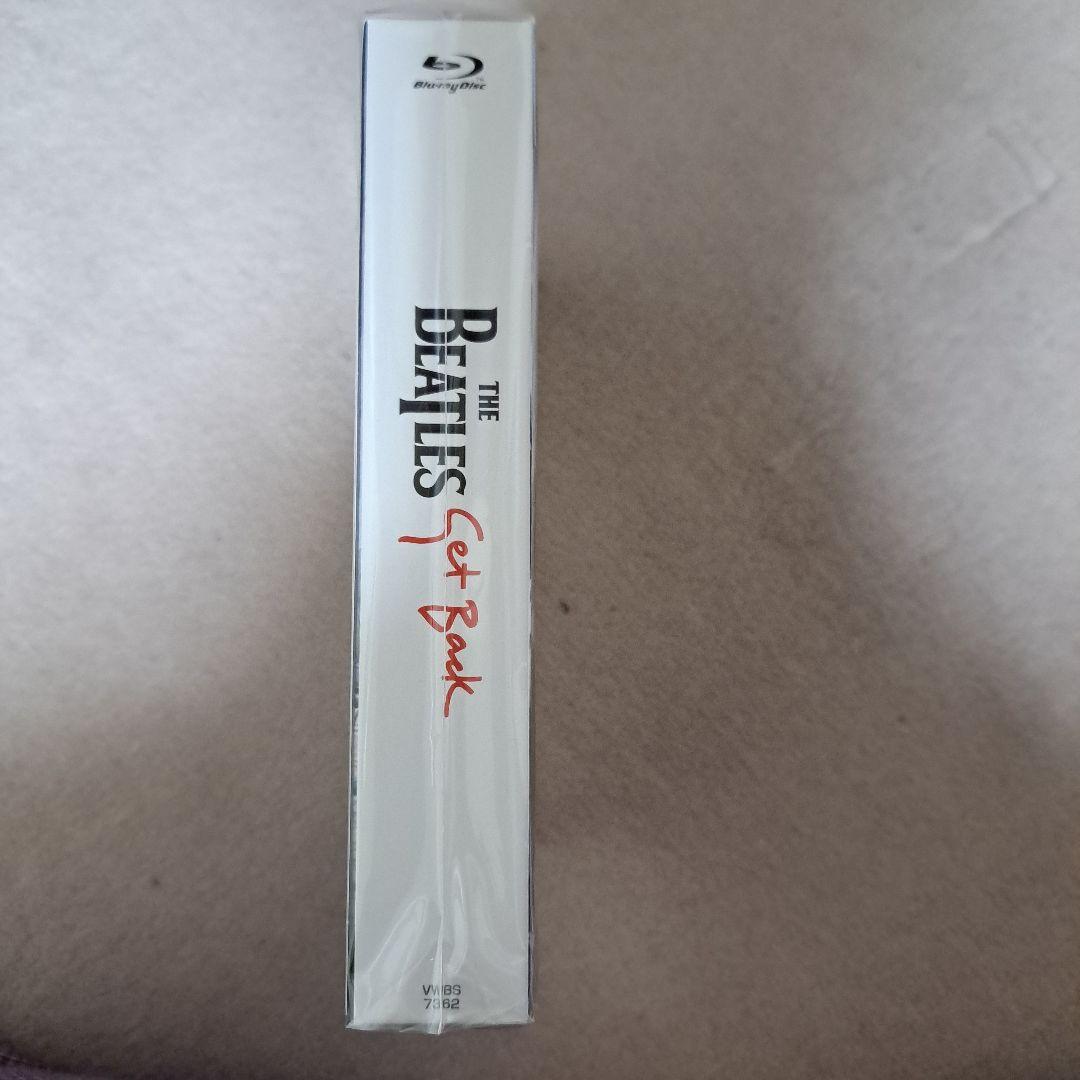 Blu-ray Disc
THE
BEATLES
Get Back
VWBS
7362